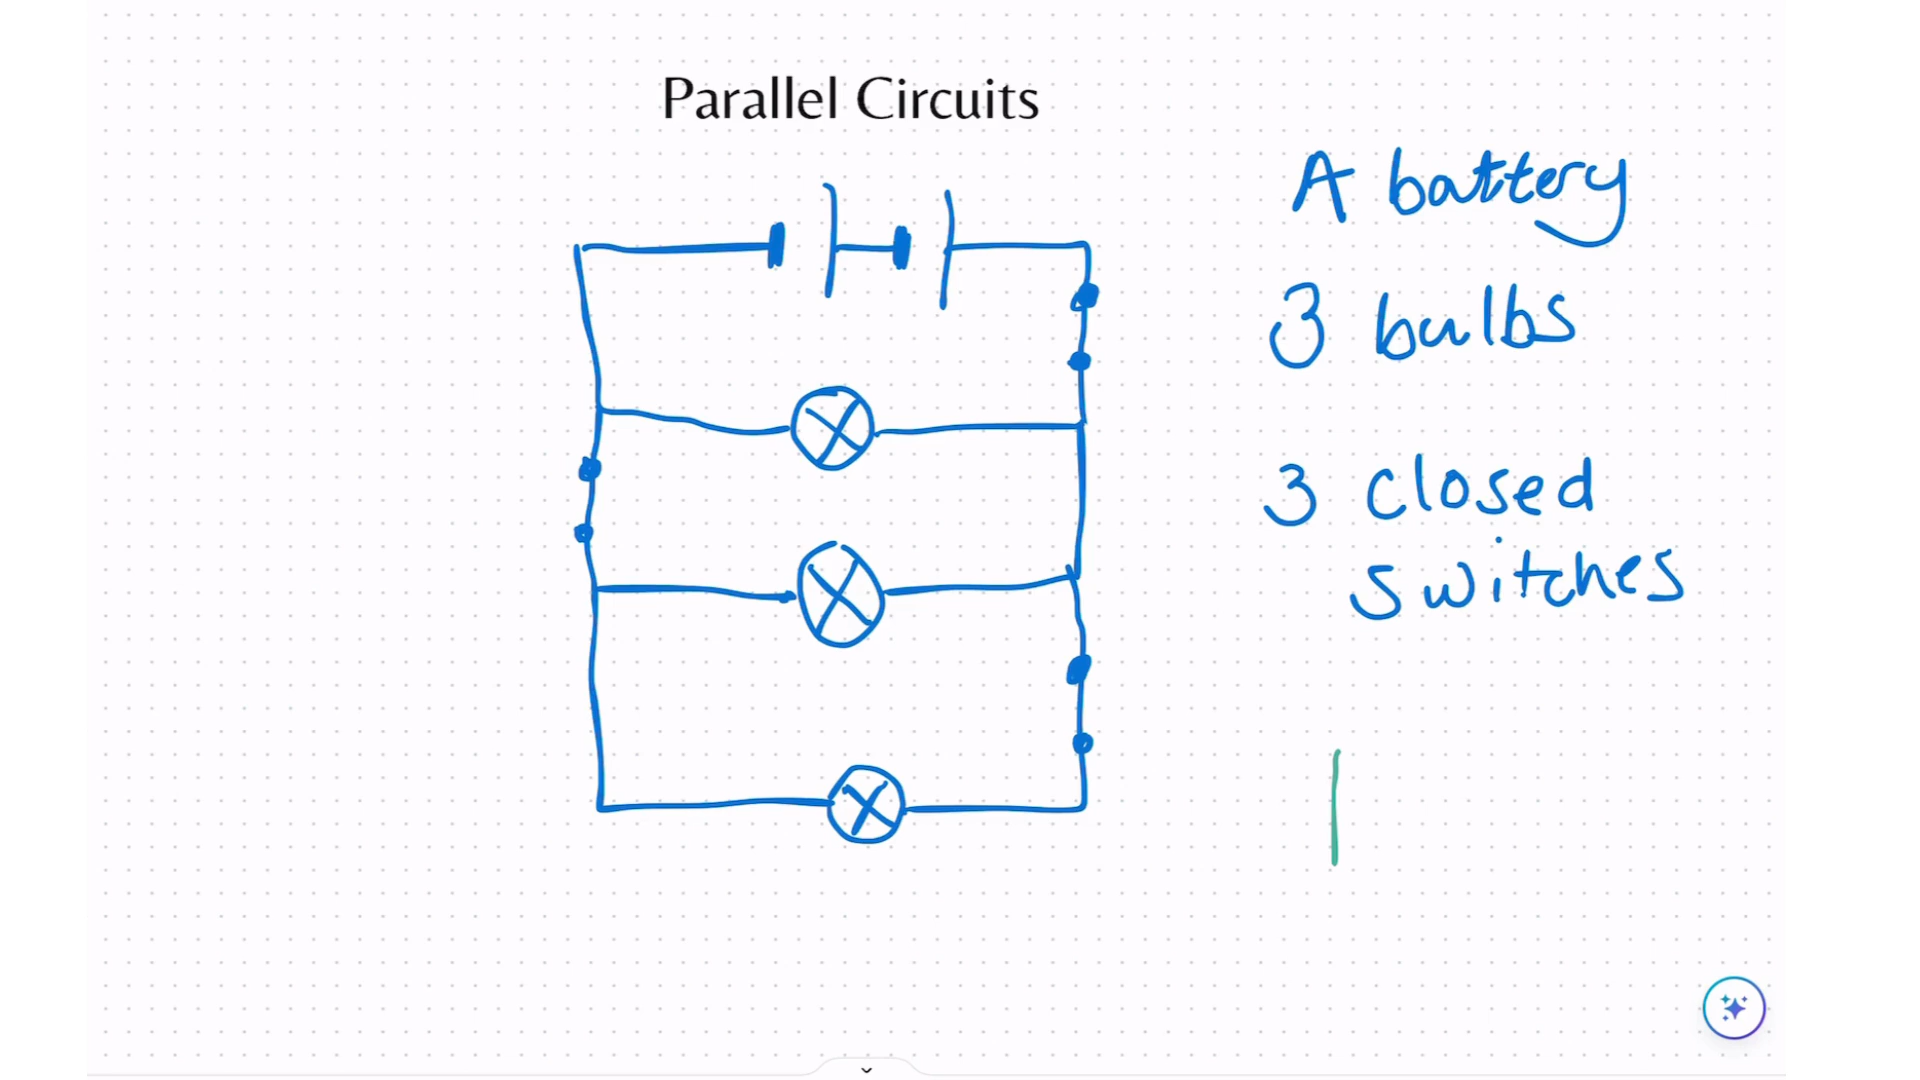 Parallel Circuits
A battery
3 bulbs
3 closed
switches